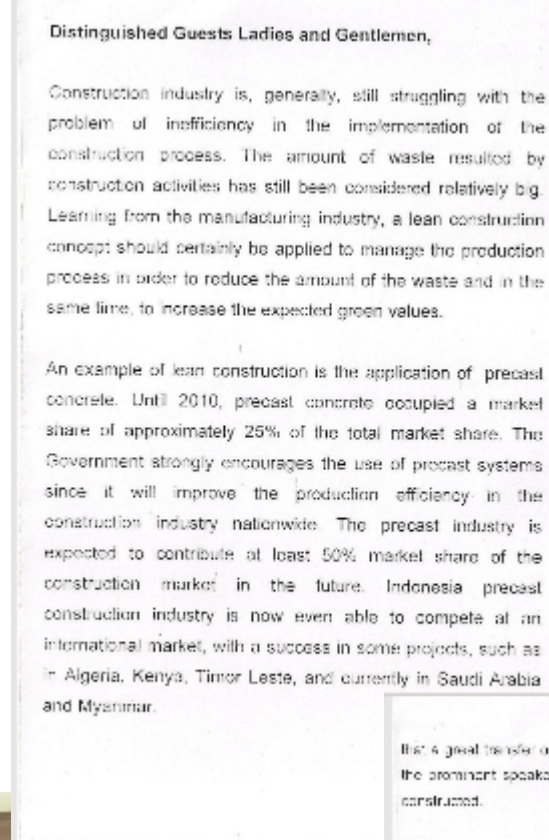 Distinguished Guests Ladies and Gentlemen,
Construction industry is, generally, still struggling with the
problem of inefficiency in the implementation of the
construction process. The amount of waste resulted by
construction activities has still been considered relatively big.
Learning from the manufacturing industry, a lean construction
concept should certainly be applied to manage the production
process in order to reduce the amount of the waste and in the
same time, to increase the expected green values.
An example of lean construction is the application of precast
concrete. Until 2010, precast concrete occupied a market
share of approximately 25% of the total market share. The
Government strongly encourages the use of precast systems
since it will improve the production efficiency in the
construction industry nationwide. The precast industry is
expected to contribute at least 50% market share of the
construction market in the future. Indonesia precast
construction industry is now even able to compete at an
international market, with a success in some projects, such as
in Algeria, Kenya, Timor Leste, and currently in Saudi Arabia
and Myanmar.
that a great transfer
the prominent
constructed.